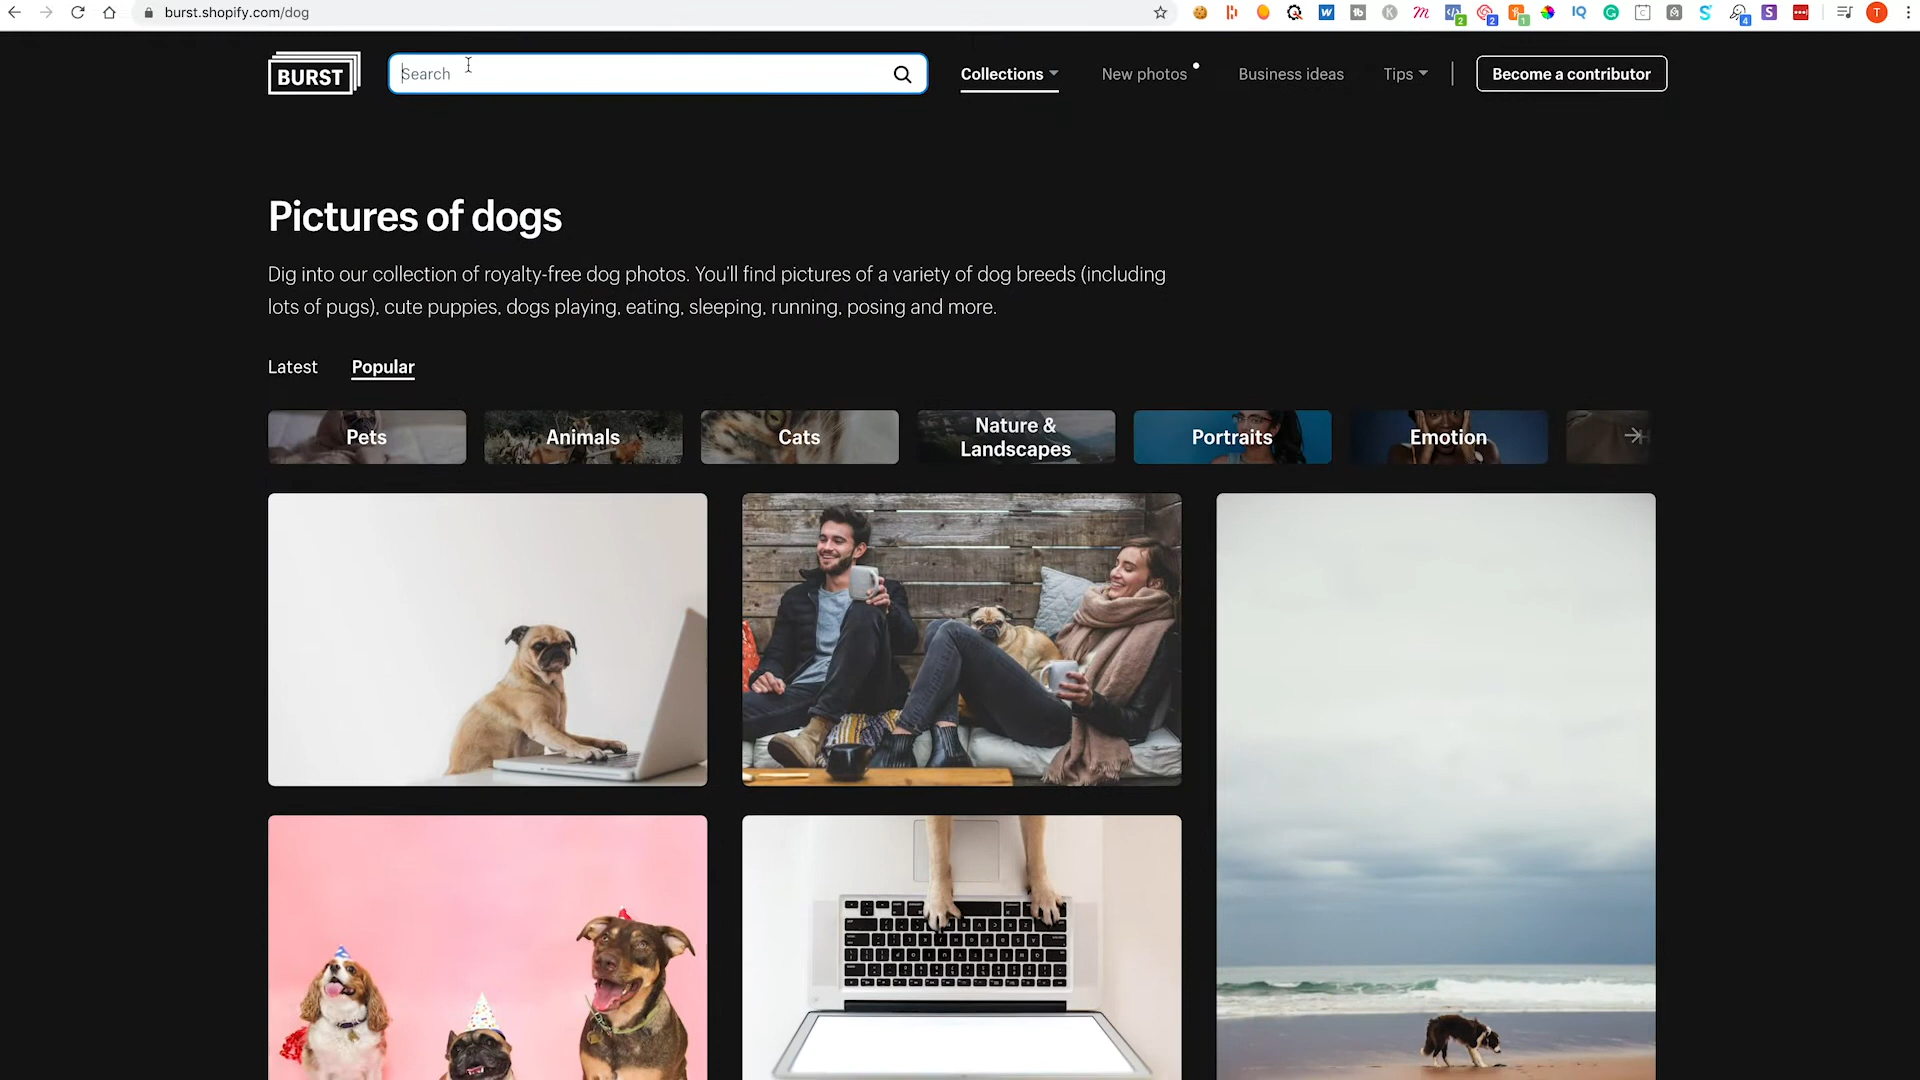 burst.shopify.com/dog
BURST
Search
Collections
New photos
Business ideas
Tips
Become a contributor
Pictures of dogs
Dig into our collection of royalty-free dog photos. You'll find pictures of a variety of dog breeds (including
lots of pugs), cute puppies, dogs playing, eating, sleeping, running, posing and more.
Latest
Popular
Pets
Animals
Cats
Nature &
Landscapes
Portraits
Emotion